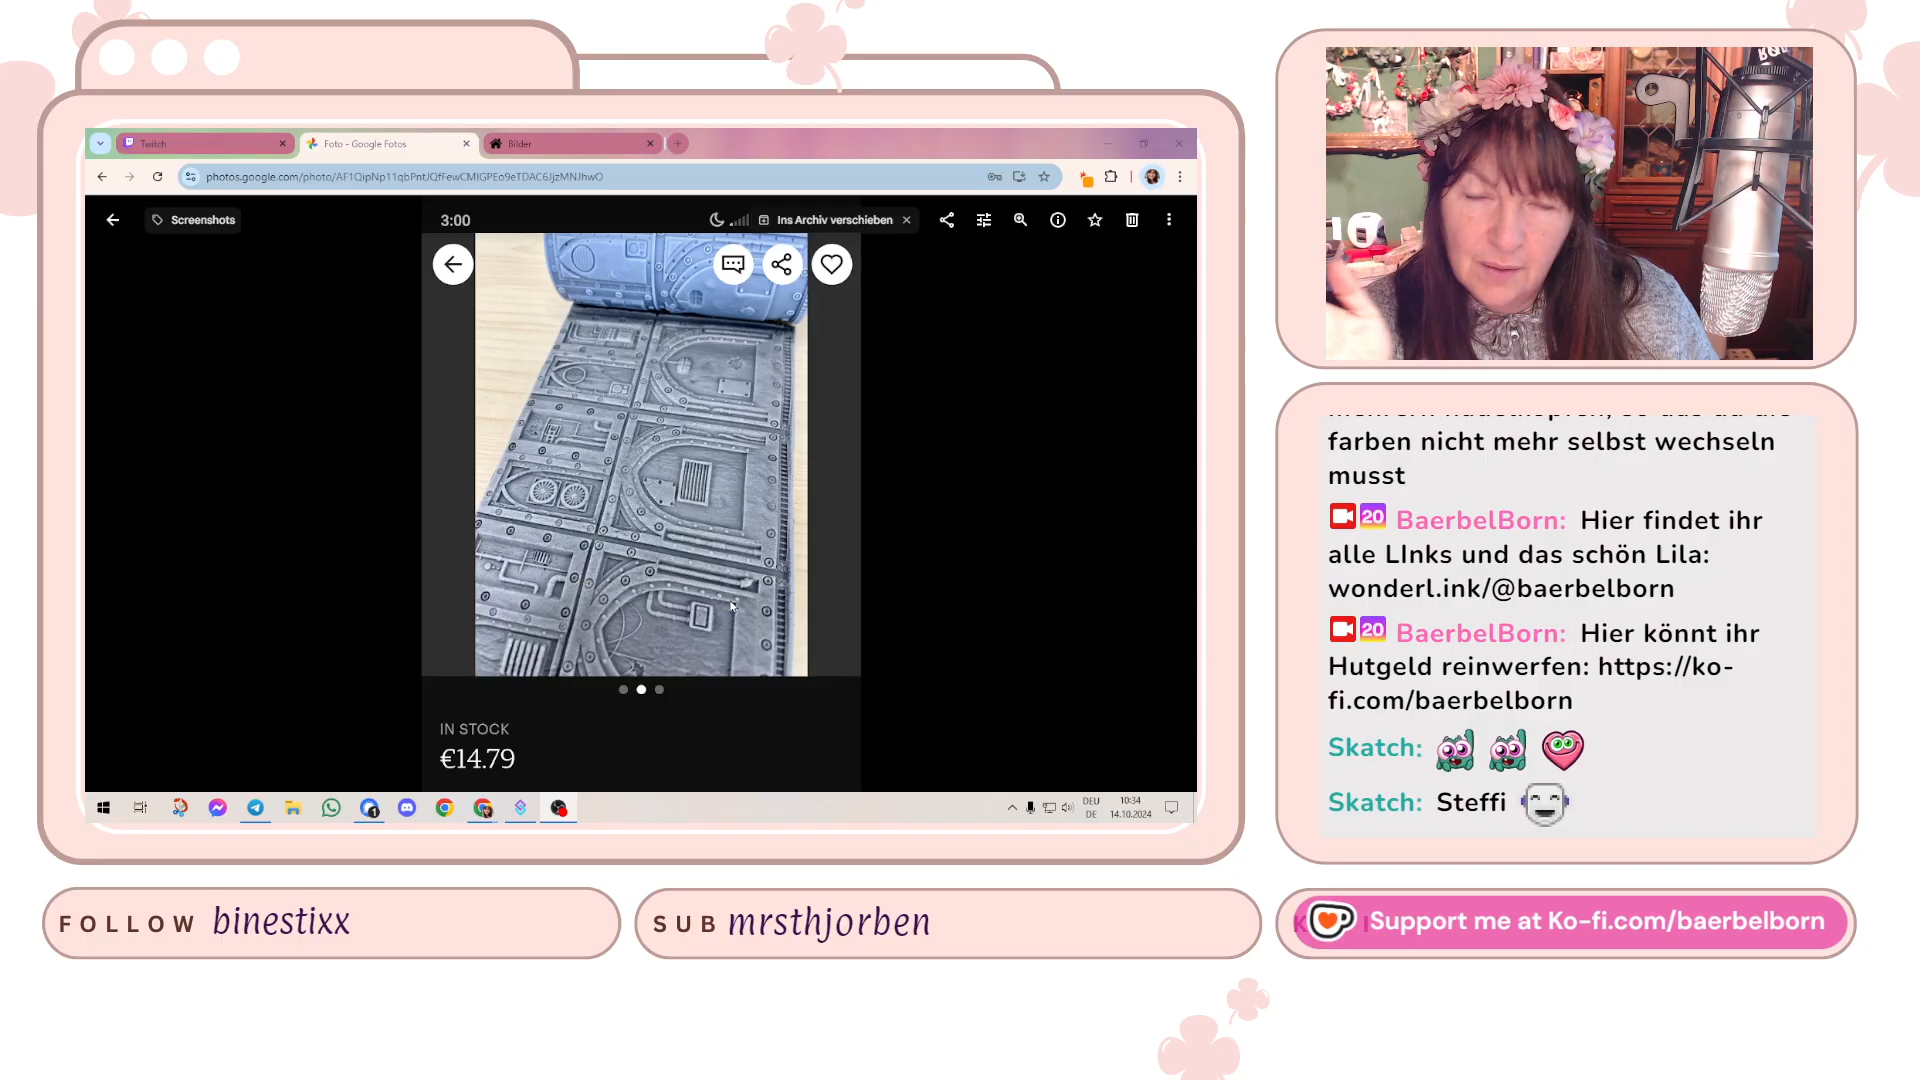 Twitch
Foto - Google Fotos
Bilder
photos.google.com/photo/AF1QipNp11qbPntJQfFewCMIGPEo9eTDAC6JjzMNJhwO
Screenshots
3:00
Ins Archiv verschieben
IN STOCK
€14.79
DEU
DE
10:34
14.10.2024
farben nicht mehr selbst wechseln
musst
20 BaerbelBorn: Hier findet ihr
alle LInks und das schön Lila:
wonderl.ink/@baerbelborn
20 BaerbelBorn: Hier könnt ihr
Hutgeld reinwerfen: https://ko-
fi.com/baerbelborn
Skatch:
Skatch: Steffi
FOLLOW binestixx
SUB mrsthjorben
Support me at Ko-fi.com/baerbelborn